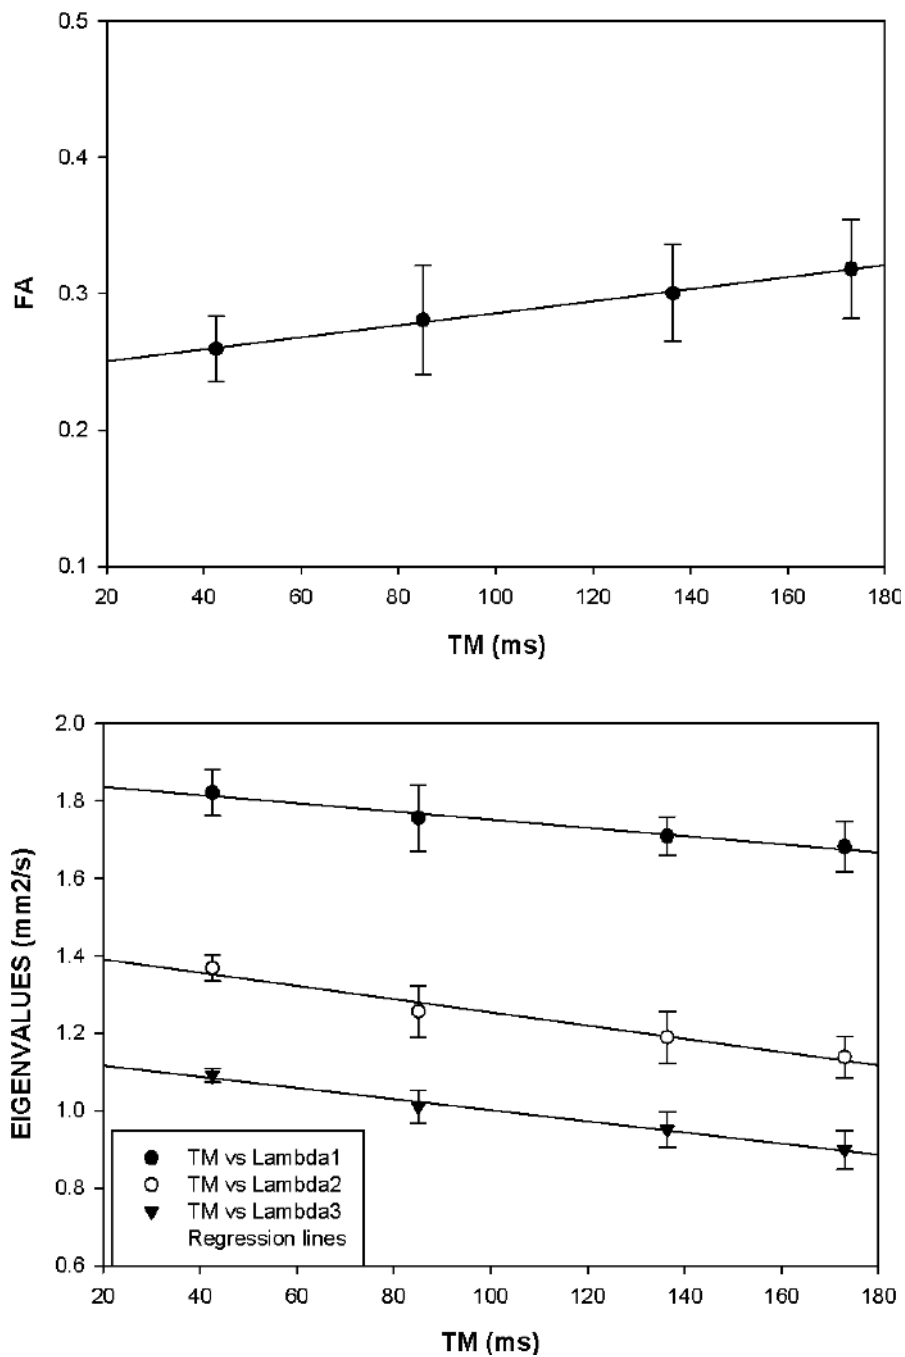 0.5
0.4
0.3
0.2
0.1
FA
20 40 60 80 100 120 140 160 180
TM (ms)
2.0
1.8
1.6
1.4
1.2
1.0
0.8
0.6
EIGENVALUES (mm2/s)
TM vs Lambda1
TM vs Lambda2
TM vs Lambda3
Regression lines
20 40 60 80 100 120 140 160 180
TM (ms)